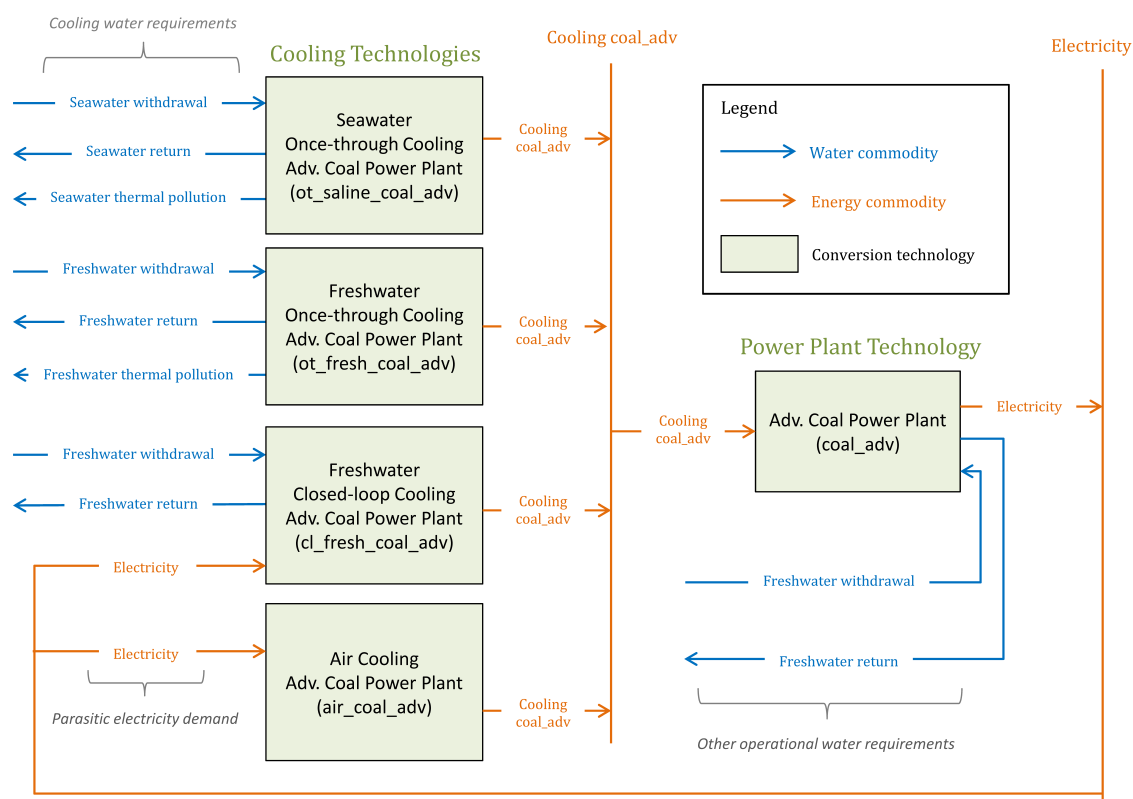 Cooling water requirements
Cooling Technologies
Cooling coal_adv
Electricity
Seawater withdrawal
Seawater return
Seawater thermal pollution
Seawater
Once-through Cooling
Adv. Coal Power Plant
(ot_saline_coal_adv)
Cooling
coal_adv
Legend
Water commodity
Energy commodity
Conversion technology
Freshwater withdrawal
Freshwater return
Freshwater thermal pollution
Freshwater
Once-through Cooling
Adv. Coal Power Plant
(ot_fresh_coal_adv)
Cooling
coal_adv
Power Plant Technology
Cooling
coal_adv
Adv. Coal Power Plant
(coal_adv)
Electricity
Freshwater withdrawal
Freshwater return
Electricity
Freshwater
Closed-loop Cooling
Adv. Coal Power Plant
(cl_fresh_coal_adv)
Cooling
coal_adv
Freshwater withdrawal
Freshwater return
Other operational water requirements
Electricity
Parasitic electricity demand
Air Cooling
Adv. Coal Power Plant
(air_coal_adv)
Cooling
coal_adv